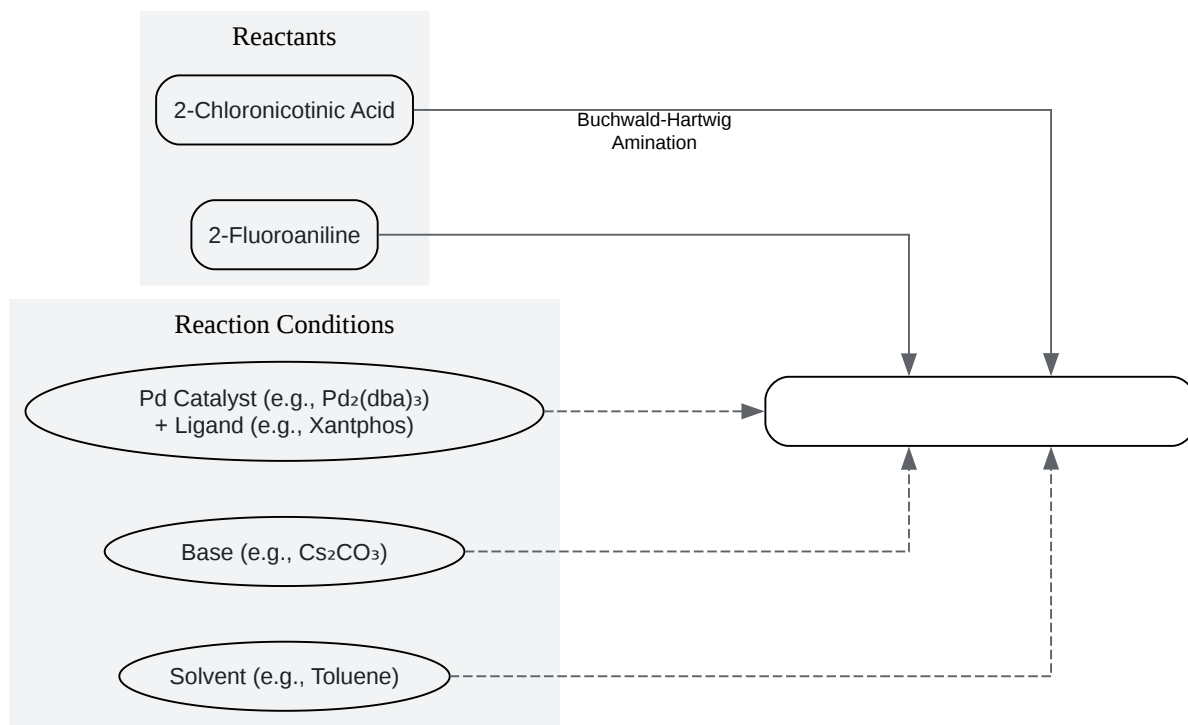 Reactants
2-Chloronicotinic Acid
Buchwald-Hartwig
Amination
2-Fluoroaniline
Reaction Conditions
Pd Catalyst (e.g., Pd₂(dba)₃)
+ Ligand (e.g., Xantphos)
Base (e.g., Cs₂CO₃)
Solvent (e.g., Toluene)